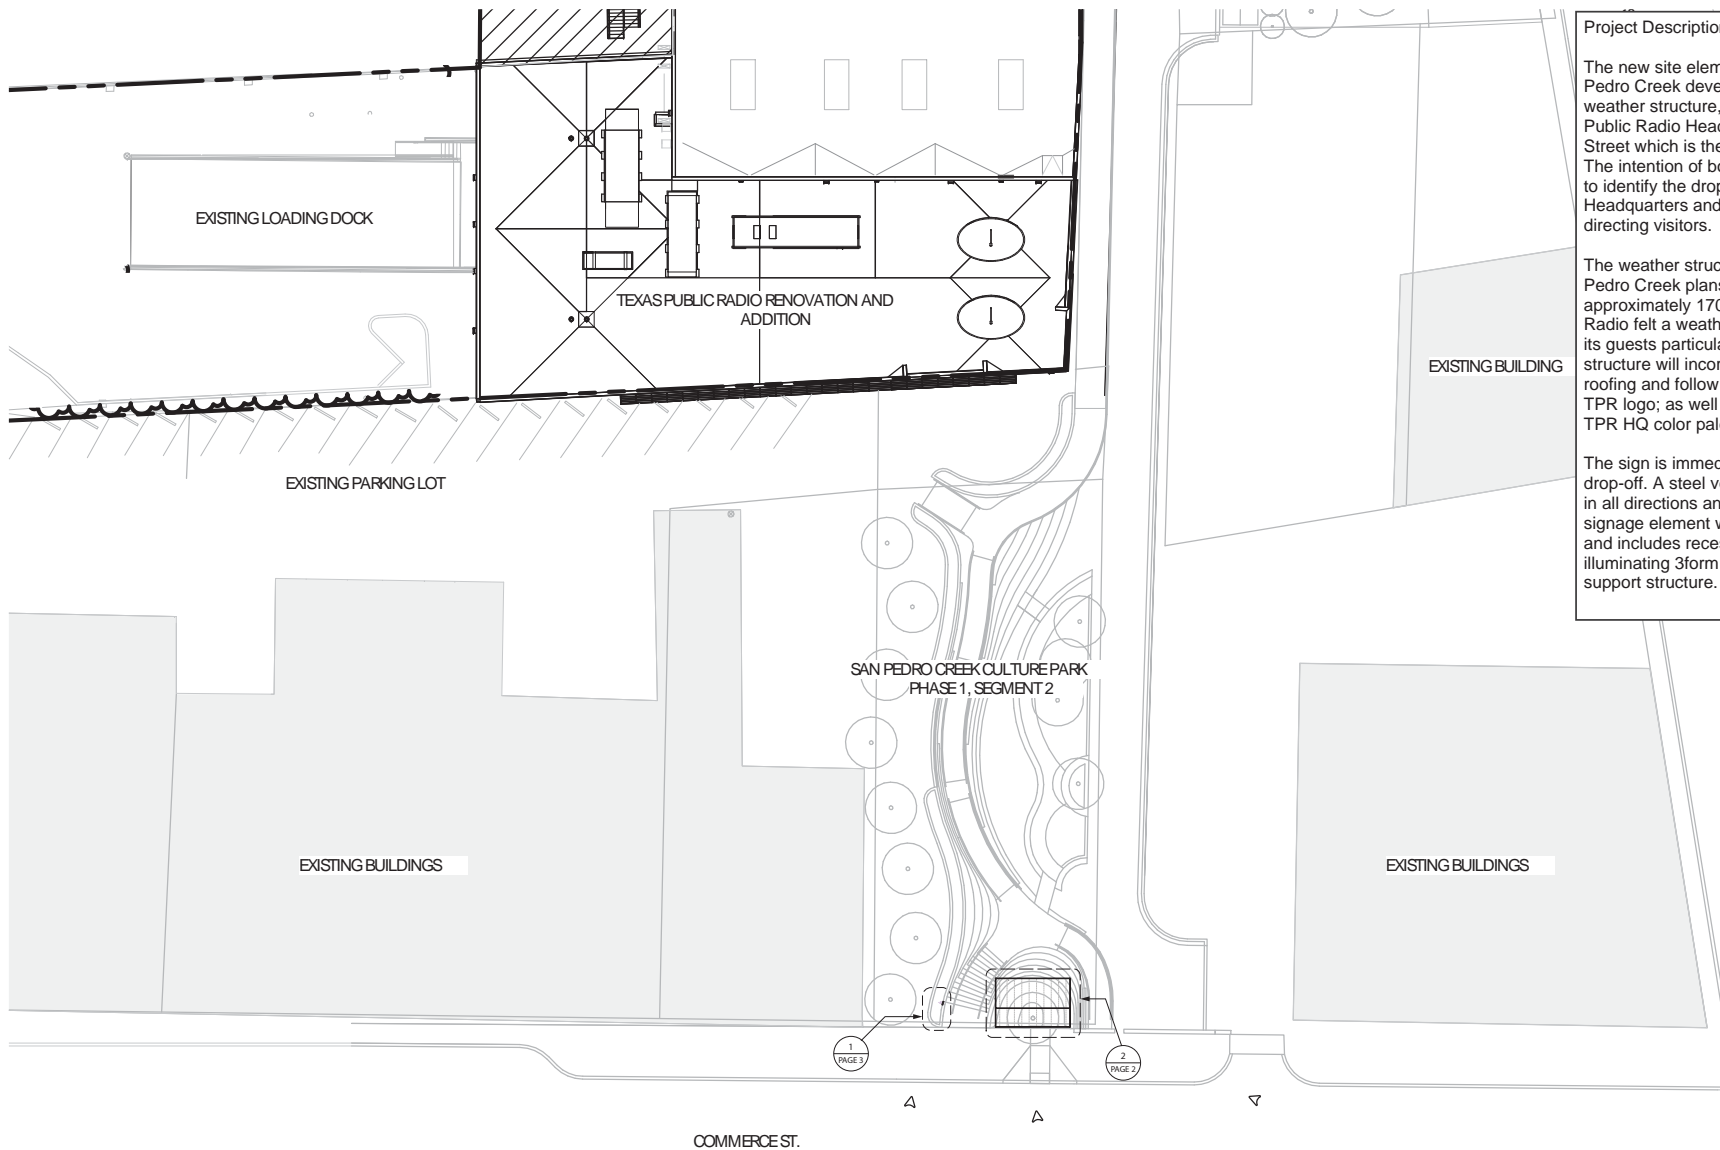 EXISTING LOADING DOCK
TEXAS PUBLIC RADIO RENOVATION AND
ADDITION
EXISTING PARKING LOT
EXISTING BUILDING
SAN PEDRO CREEK CULTURE PARK
PHASE 1, SEGMENT 2
EXISTING BUILDINGS
EXISTING BUILDINGS
1
PAGE 3
2
PAGE 2
COMMERCE ST.
Project Description
The new site elem
Pedro Creek deve
weather structure,
Public Radio Head
Street which is the
The intention of bo
to identify the drop
Headquarters and
directing visitors.
The weather struc
Pedro Creek plans
approximately 170
Radio felt a weath
its guests particula
structure will incor
roofing and follow
TPR logo; as well
TPR HQ color pale
The sign is immed
drop-off. A steel ve
in all directions an
signage element w
and includes reces
illuminating 3form
support structure.